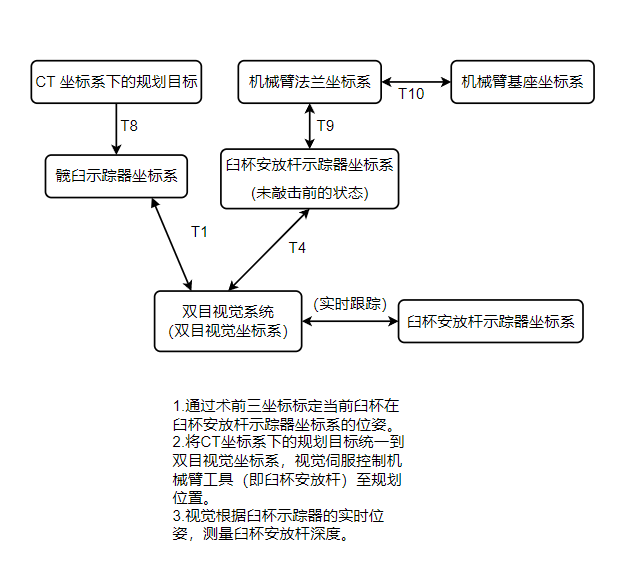 CT 坐标系下的规划目标
机械臂法兰坐标系
机械臂基座坐标系
T10
T8
T9
髋臼示踪器坐标系
臼杯安放杆示踪器坐标系
(未敲击前的状态)
T1
T4
双目视觉系统
(双目视觉坐标系)
(实时跟踪)
臼杯安放杆示踪器坐标系
1.通过术前三坐标标定当前臼杯在
臼杯安放杆示踪器坐标系的位姿。
2.将CT坐标系下的规划目标统一到
双目视觉坐标系，视觉伺服控制机
械臂工具（即臼杯安放杆）至规划
位置。
3.视觉根据臼杯示踪器的实时位
姿，测量臼杯安放杆深度。